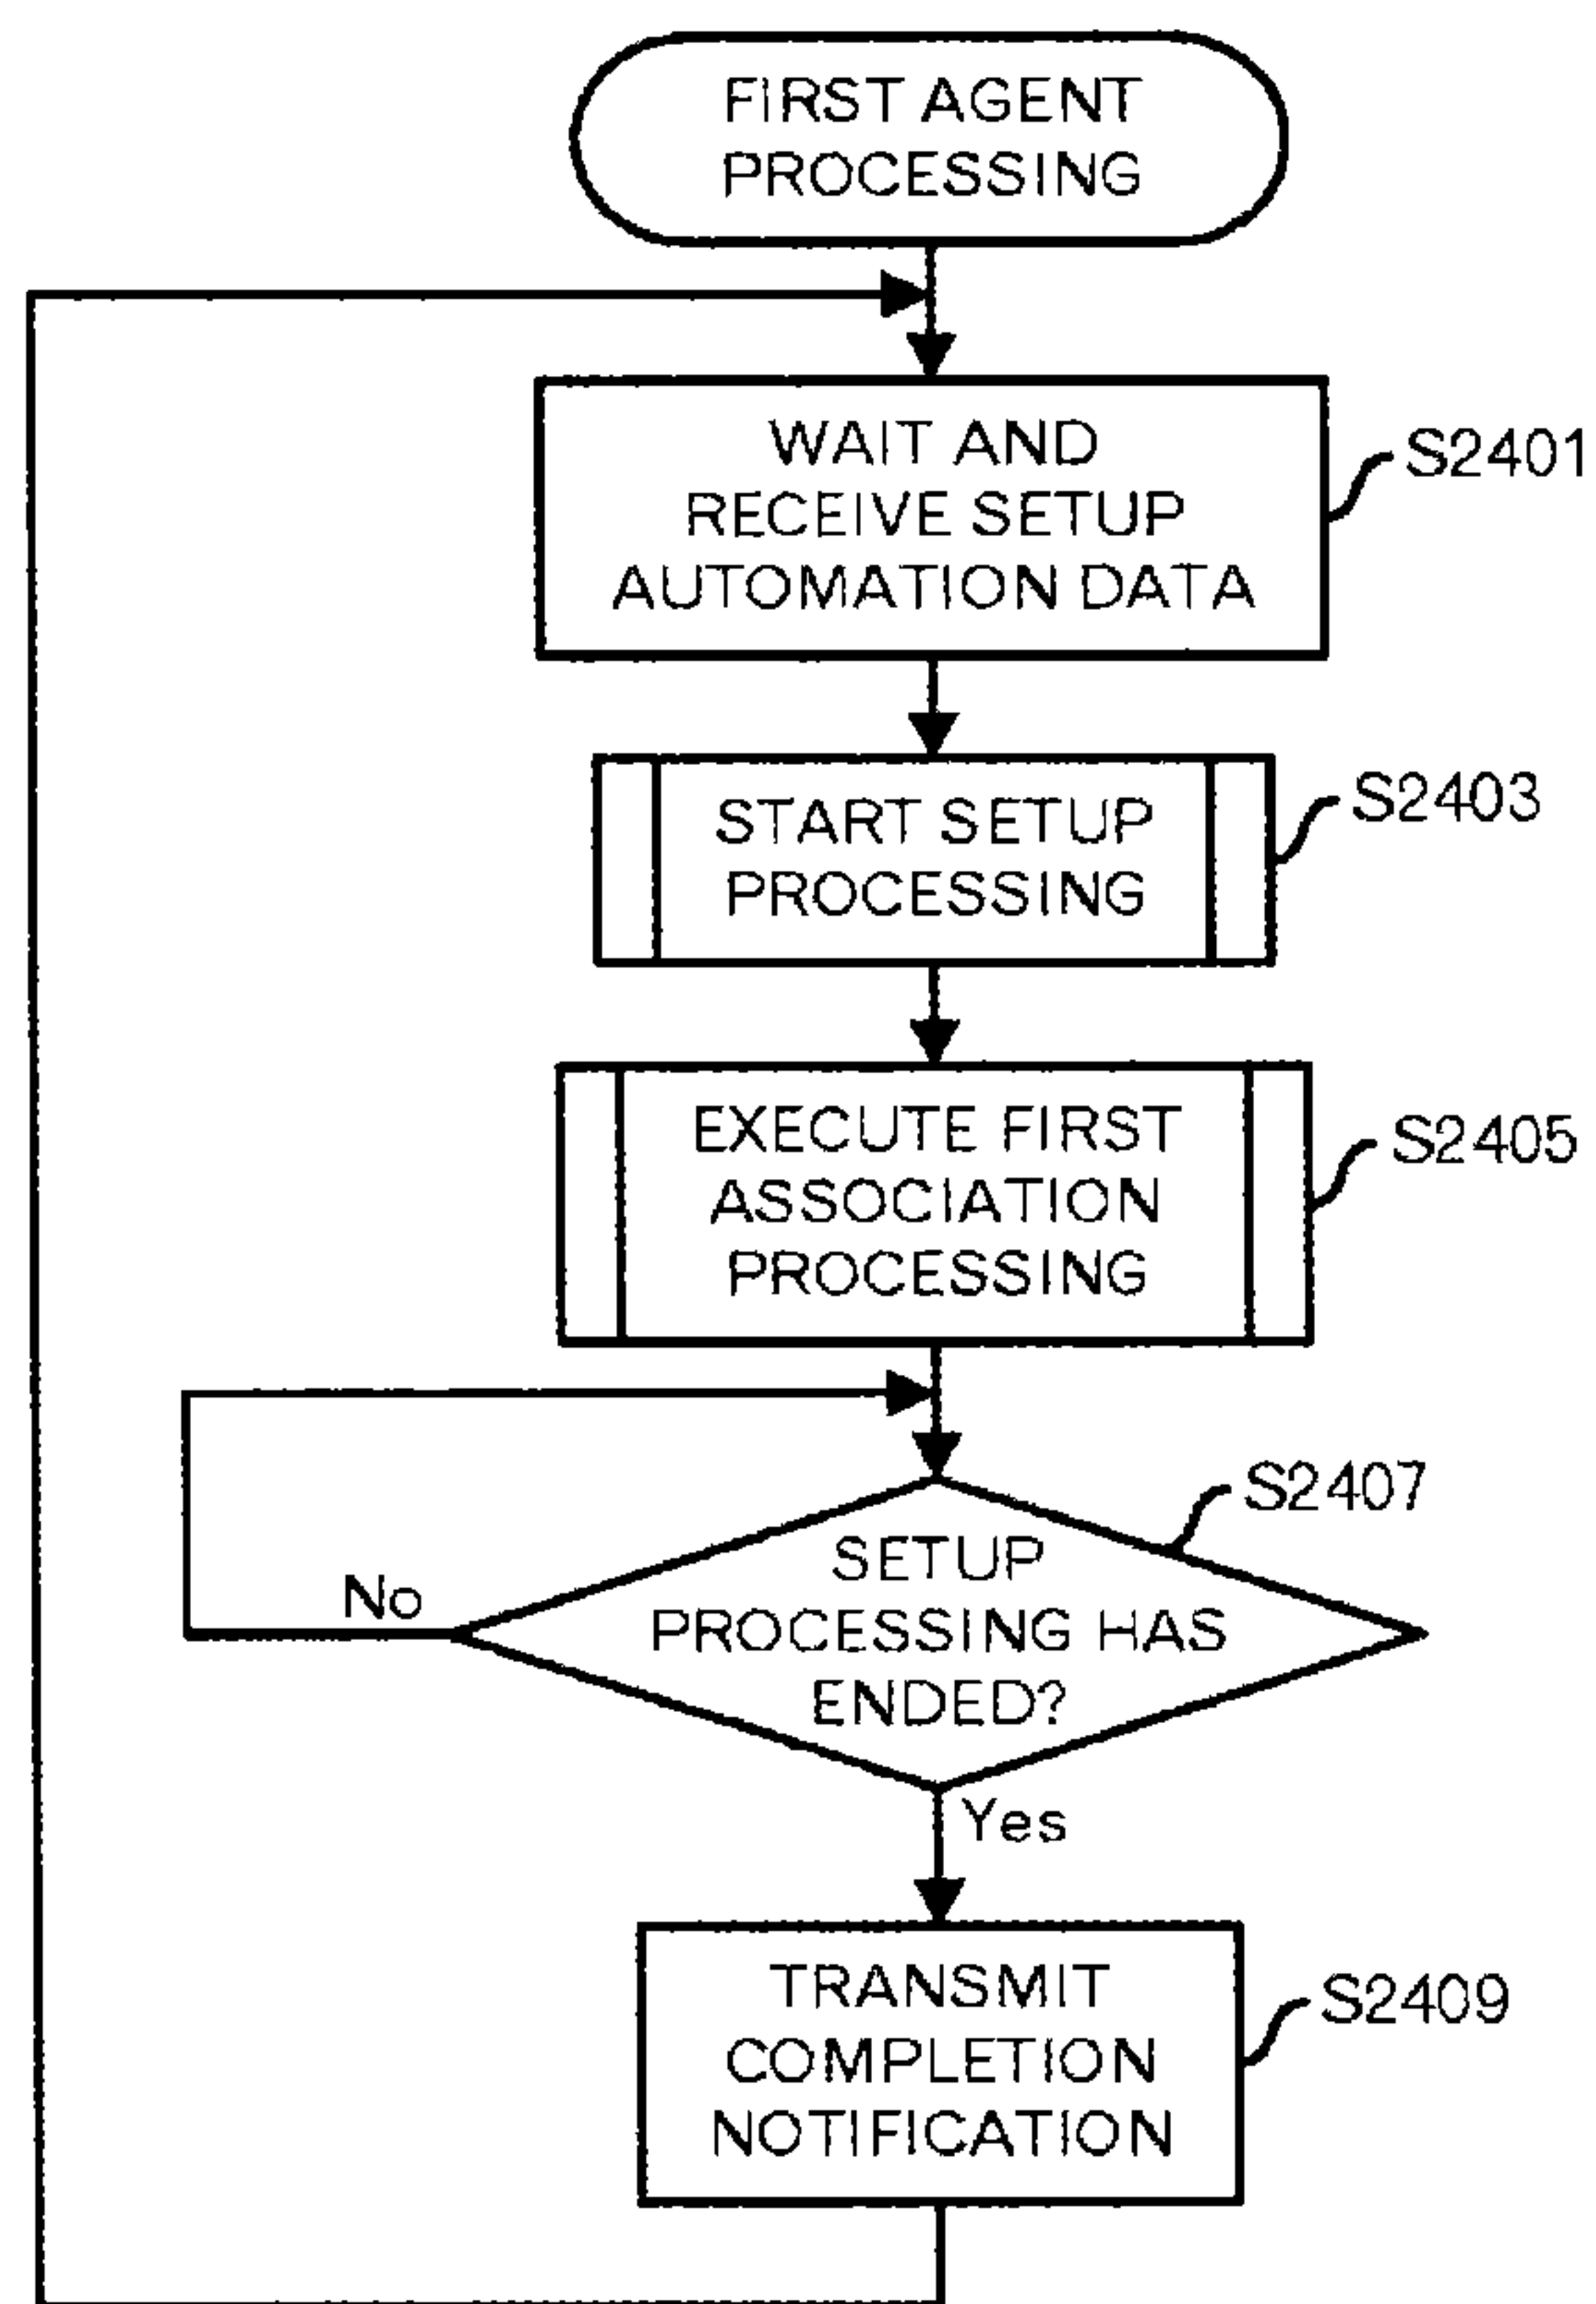 FIRST AGENT
PROCESSING
WAIT AND
RECEIVE SETUP
AUTOMATION DATA
S2401
START SETUP
PROCESSING
S2403
EXECUTE FIRST
ASSOCIATION
PROCESSING
S2405
SETUP
PROCESSING HAS
ENDED?
S2407
No
Yes
TRANSMIT
COMPLETION
NOTIFICATION
S2409